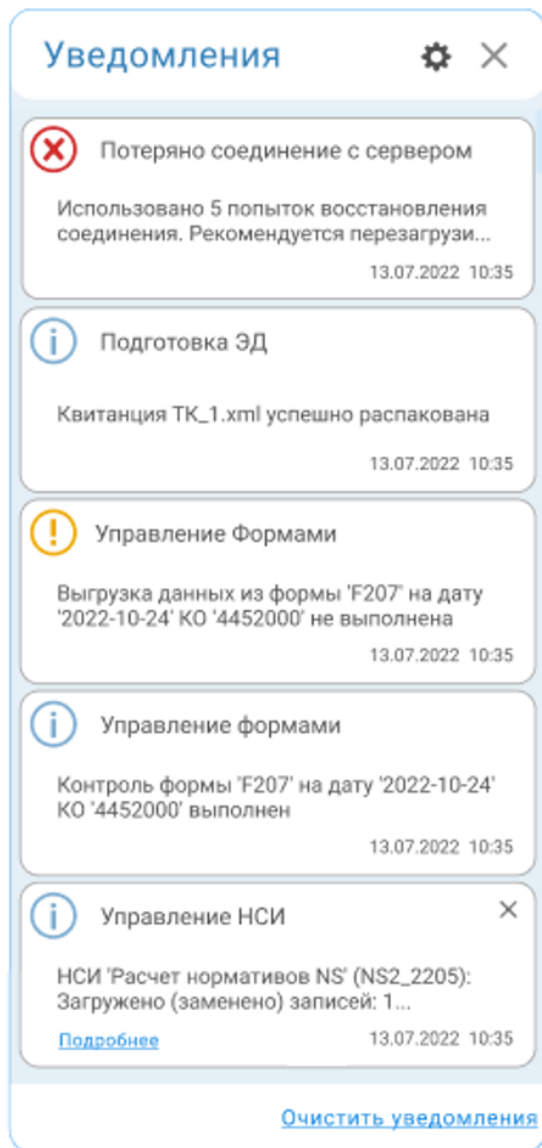 Уведомления
Потеряно соединение с сервером
Использовано 5 попыток восстановления
соединения. Рекомендуется перезагрузи...
13.07.2022 10:35
Подготовка ЭД
Квитанция ТК_1.xml успешно распакована
13.07.2022 10:35
Управление Формами
Выгрузка данных из формы 'F207' на дату
'2022-10-24' КО '4452000' не выполнена
13.07.2022 10:35
Управление формами
Контроль формы 'F207' на дату '2022-10-24'
КО '4452000' выполнен
13.07.2022 10:35
Управление НСИ
НСИ 'Расчет нормативов NS' (NS2_2205):
Загружено (заменено) записей: 1...
Подробнее 13.07.2022 10:35
Очистить уведомления